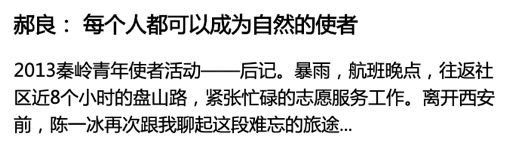 郝良： 每个人都可以成为自然的使者
2013秦岭青年使者活动——后记。暴雨，航班晚点，往返社
区近8个小时的盘山路，紧张忙碌的志愿服务工作。离开西安
前，陈一冰再次跟我聊起这段难忘的旅途...